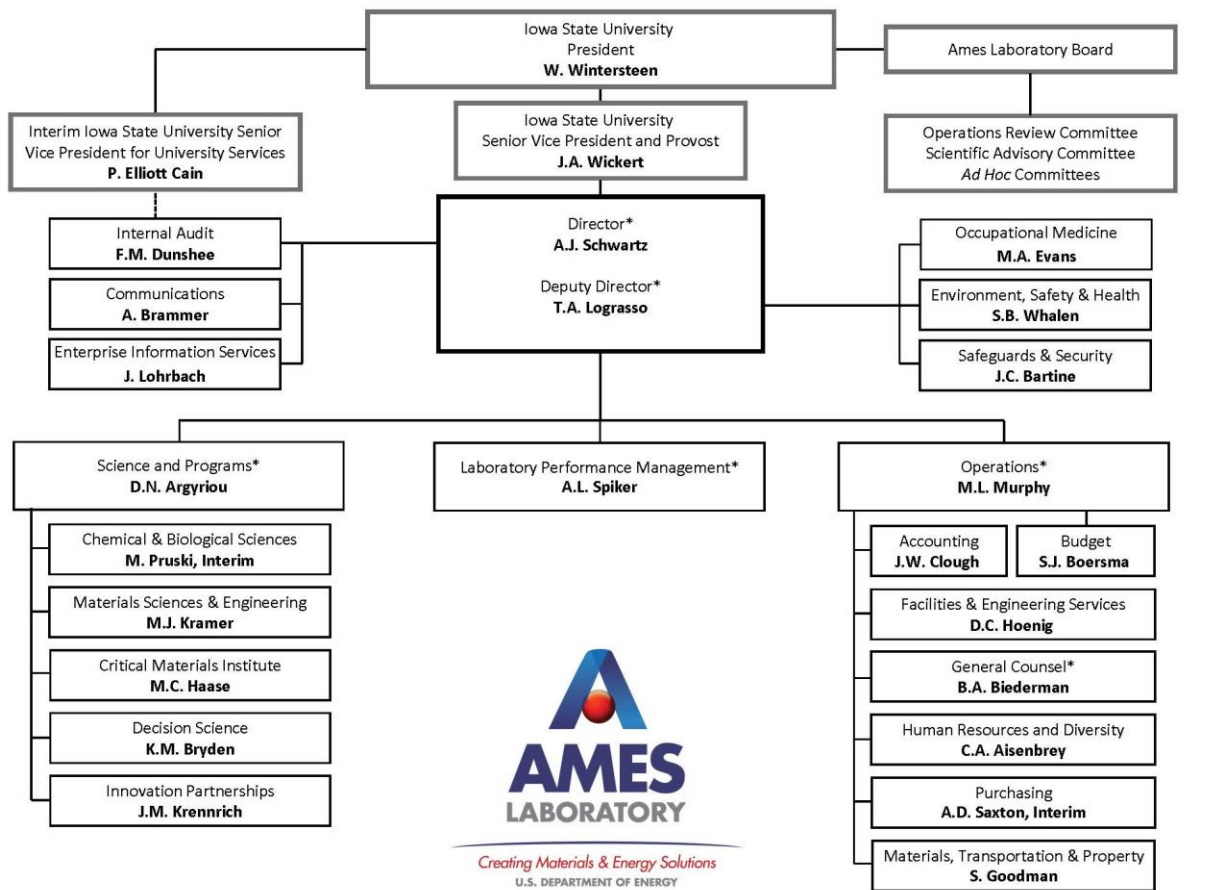 Iowa State University
President
W. Wintersteen
Ames Laboratory Board
Interim Iowa State University Senior
Vice President for University Services
P. Elliott Cain
Iowa State University
Senior Vice President and Provost
J.A. Wickert
Operations Review Committee
Scientific Advisory Committee
Ad Hoc Committees
Internal Audit
F.M. Dunshee
Communications
A. Brammer
Enterprise Information Services
J. Lohrbach
Director*
A.J. Schwartz
Deputy Director*
T.A. Lograsso
Occupational Medicine
M.A. Evans
Environment, Safety & Health
S.B. Whalen
Safeguards & Security
J.C. Bartine
Science and Programs*
D.N. Argyriou
Laboratory Performance Management*
A.L. Spiker
Operations*
M.L. Murphy
Chemical & Biological Sciences
M. Pruski, Interim
Materials Sciences & Engineering
M.J. Kramer
Critical Materials Institute
M.C. Haase
Decision Science
K.M. Bryden
Innovation Partnerships
J.M. Krennrich
Accounting
J.W. Clough
Budget
S.J. Boersma
Facilities & Engineering Services
D.C. Hoenig
General Counsel*
B.A. Biederman
Human Resources and Diversity
C.A. Aisenbrey
Purchasing
A.D. Saxton, Interim
Materials, Transportation & Property
S. Goodman
AMES
LABORATORY
Creating Materials & Energy Solutions
U.S. DEPARTMENT OF ENERGY